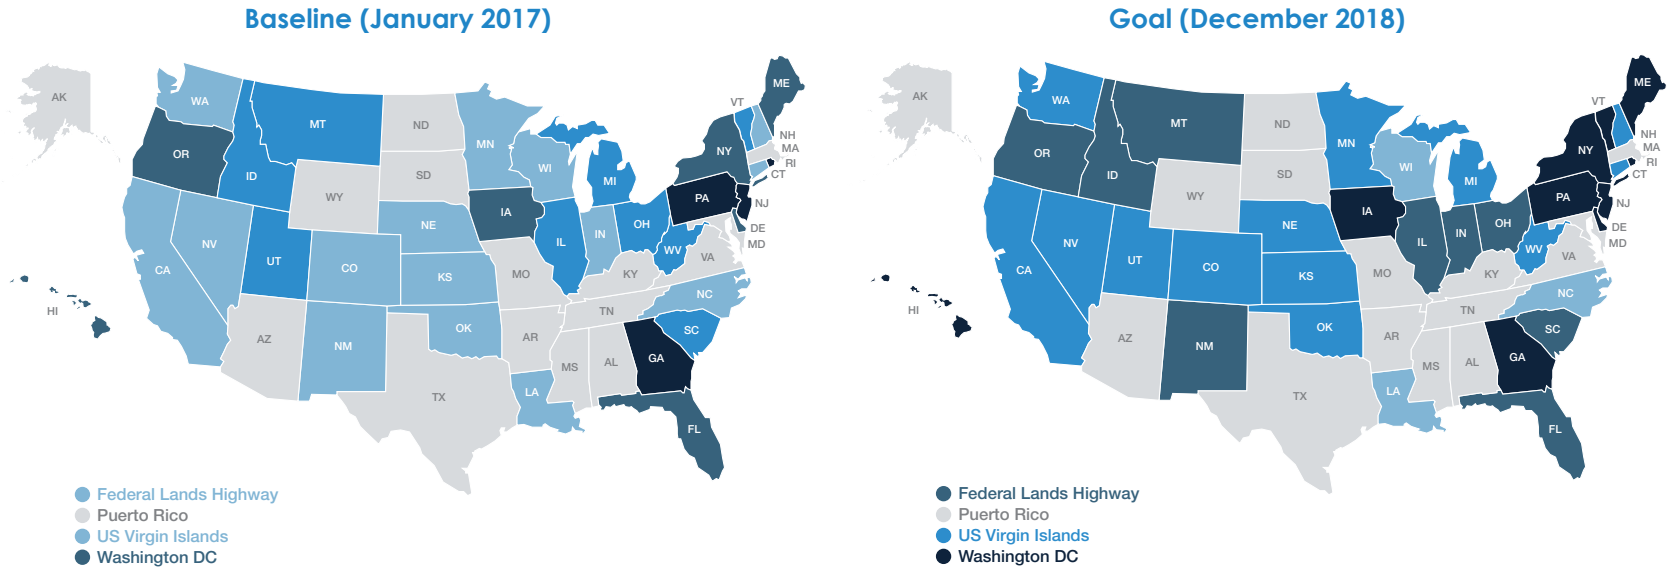 Baseline (January 2017)
AK
WA
OR
MT
ID
WY
ND
SD
MN
WI
MI
IA
NE
NV
CA
UT
CO
KS
IL
IN
OH
PA
NY
VT
ME
NH
MA
RI
CT
NJ
DE
MD
WV
VA
KY
MO
NC
TN
SC
AZ
NM
OK
AR
MS
AL
GA
LA
TX
FL
HI
Federal Lands Highway
Puerto Rico
US Virgin Islands
Washington DC
Goal (December 2018)
AK
WA
OR
MT
ID
WY
ND
SD
MN
WI
MI
IA
NE
NV
CA
UT
CO
KS
IL
IN
OH
PA
NY
VT
ME
NH
MA
RI
CT
NJ
DE
MD
WV
VA
KY
MO
NC
TN
SC
AZ
NM
OK
AR
MS
AL
GA
LA
TX
FL
HI
Federal Lands Highway
Puerto Rico
US Virgin Islands
Washington DC